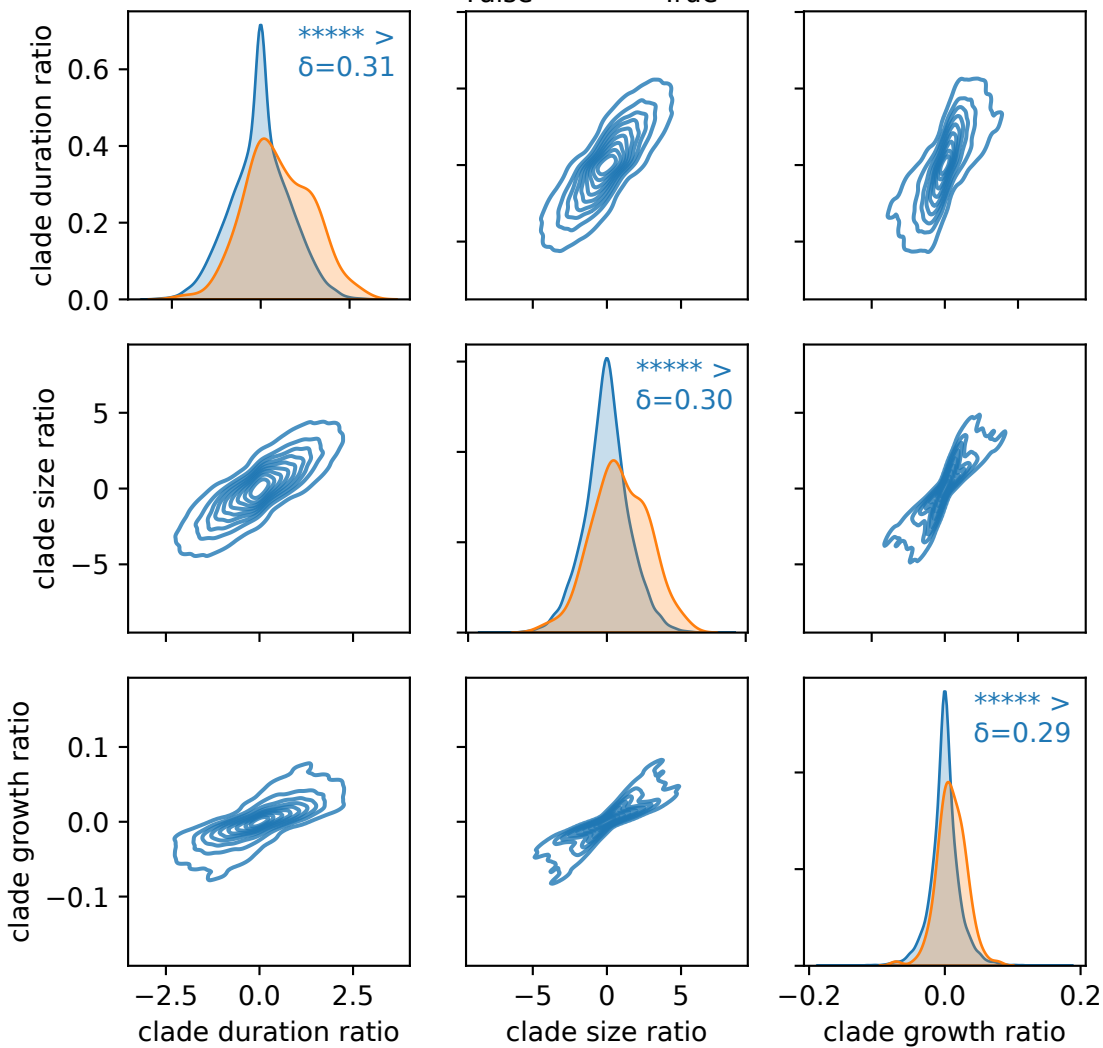 clade duration ratio
0.6
0.4
0.2
0.0
***** >
δ=0.31
clade size ratio
5
0
−5
***** >
δ=0.30
clade growth ratio
0.1
0.0
−0.1
***** >
δ=0.29
−2.5 0.0 2.5
−5 0 5
−0.2 0.0 0.2
clade duration ratio
clade size ratio
clade growth ratio